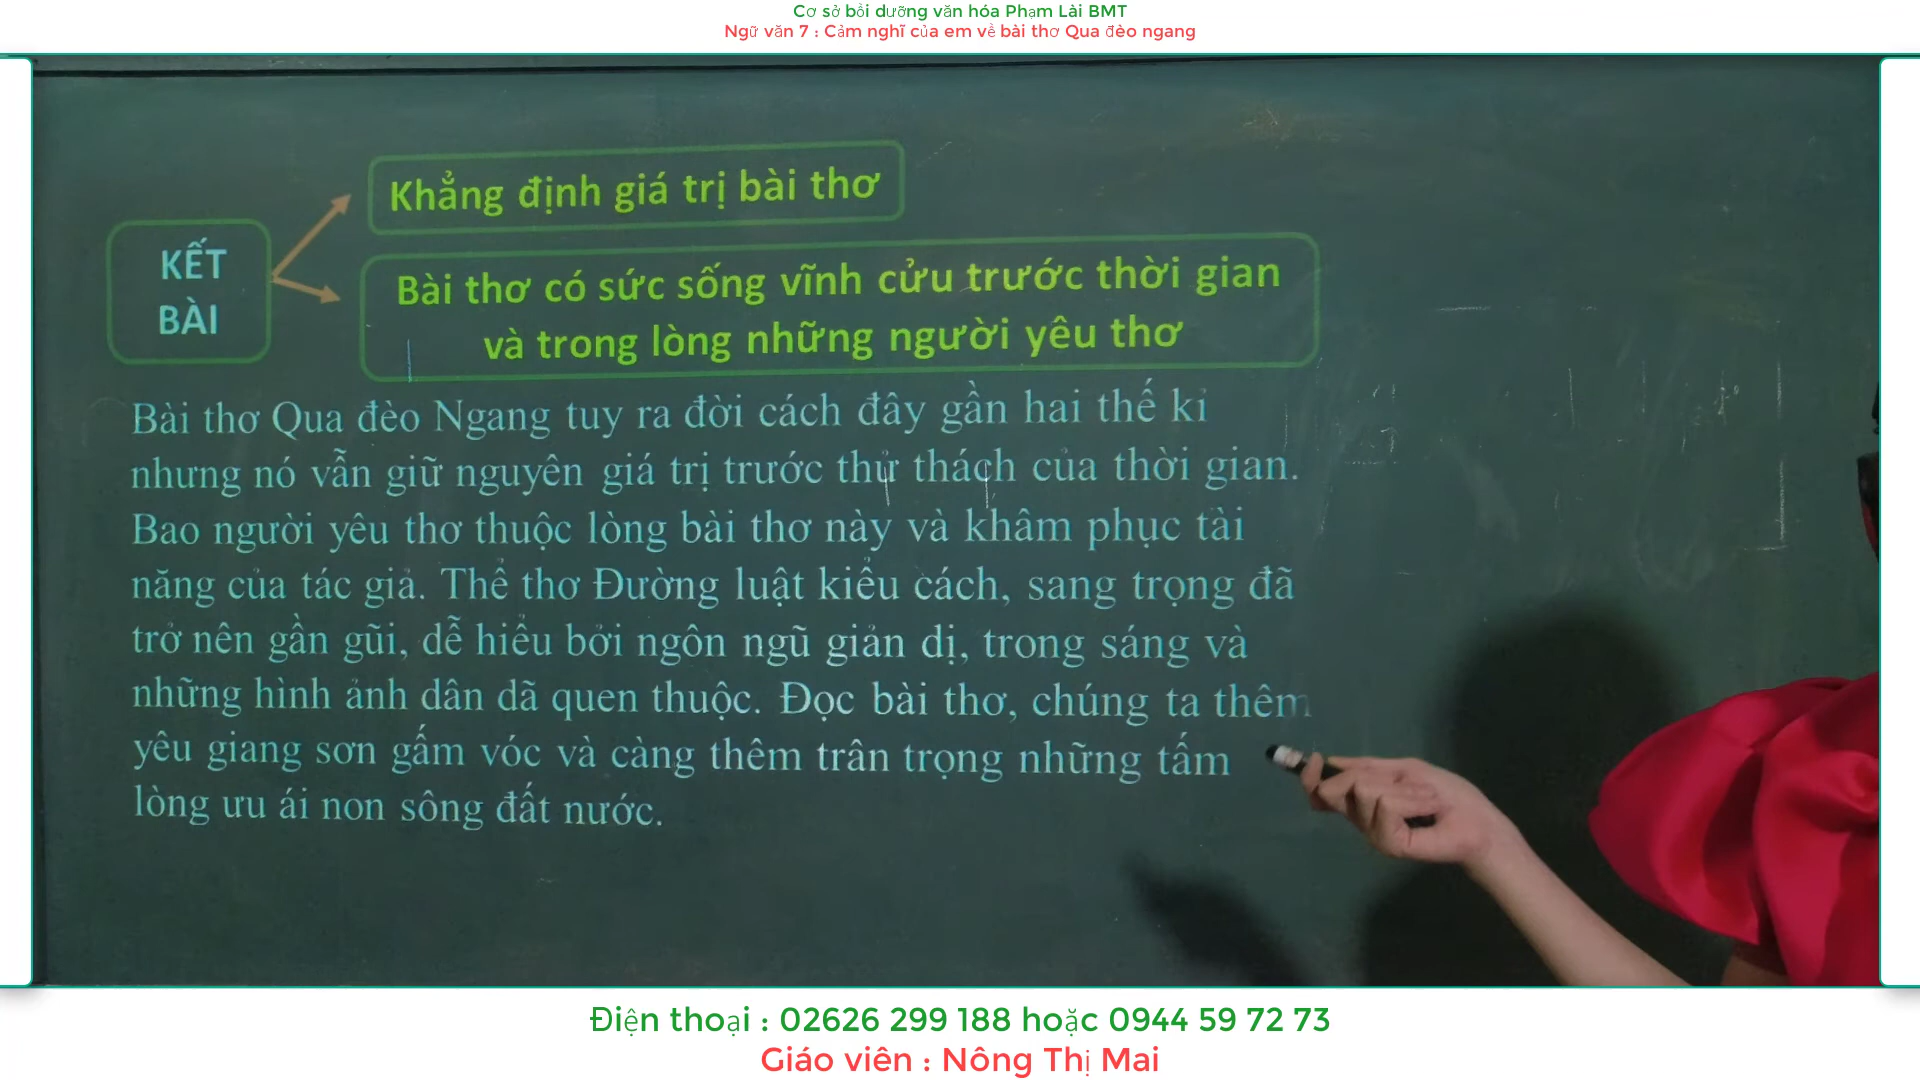 Cơ sở bồi dưỡng văn hóa Phạm Lài BMT
Ngữ văn 7 : Cảm nghĩ của em về bài thơ Qua đèo ngang
Khẳng định giá trị bài thơ
KẾT
BÀI
Bài thơ có sức sống vĩnh cửu trước thời gian
và trong lòng những người yêu thơ
Bài thơ Qua đèo Ngang tuy ra đời cách đây gần hai thế kỉ
nhưng nó vẫn giữ nguyên giá trị trước thử thách của thời gian.
Bao người yêu thơ thuộc lòng bài thơ này và khâm phục tài
năng của tác giả. Thể thơ Đường luật kiểu cách, sang trọng đã
trở nên gần gũi, dễ hiểu bởi ngôn ngũ giản dị, trong sáng và
những hình ảnh dân dã quen thuộc. Đọc bài thơ, chúng ta thêm
yêu giang sơn gấm vóc và càng thêm trân trọng những tấm
lòng ưu ái non sông đất nước.
Điện thoại : 02626 299 188 hoặc 0944 59 72 73
Giáo viên : Nông Thị Mai